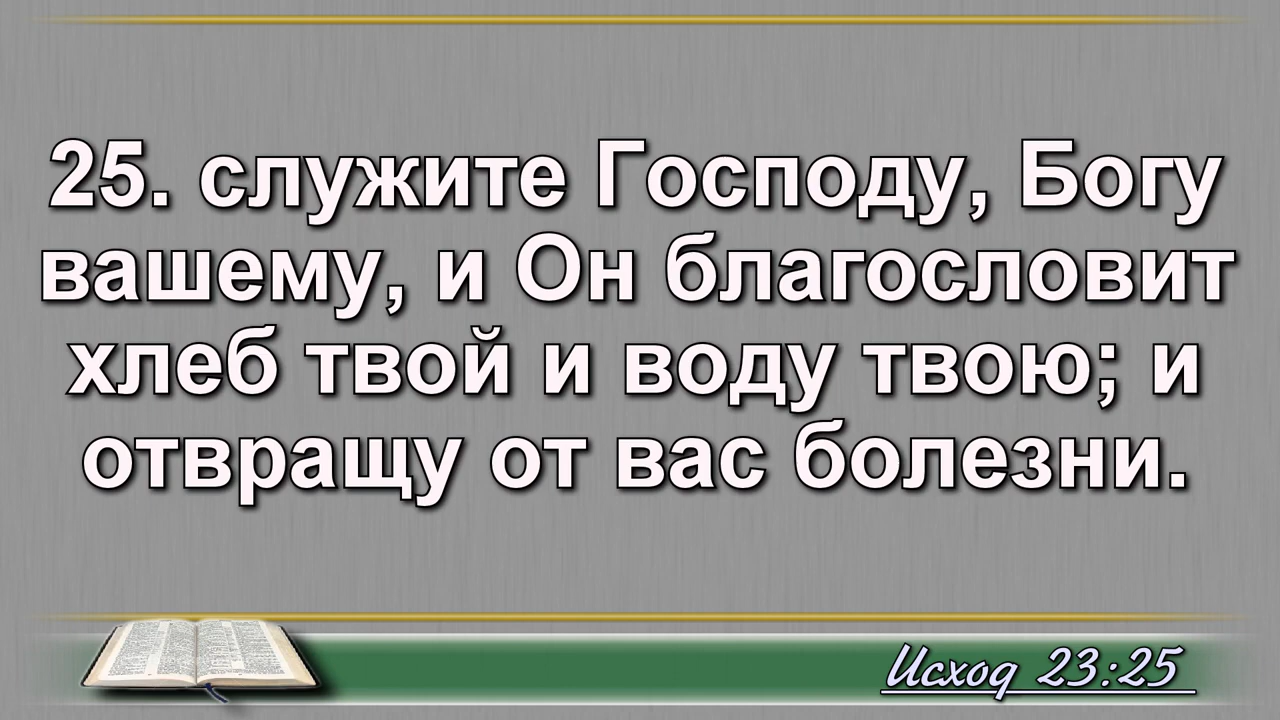 25. служите Господу, Богу
вашему, и Он благословит
хлеб твой и воду твою; и
отвращу от вас болезни.
Исход 23:25